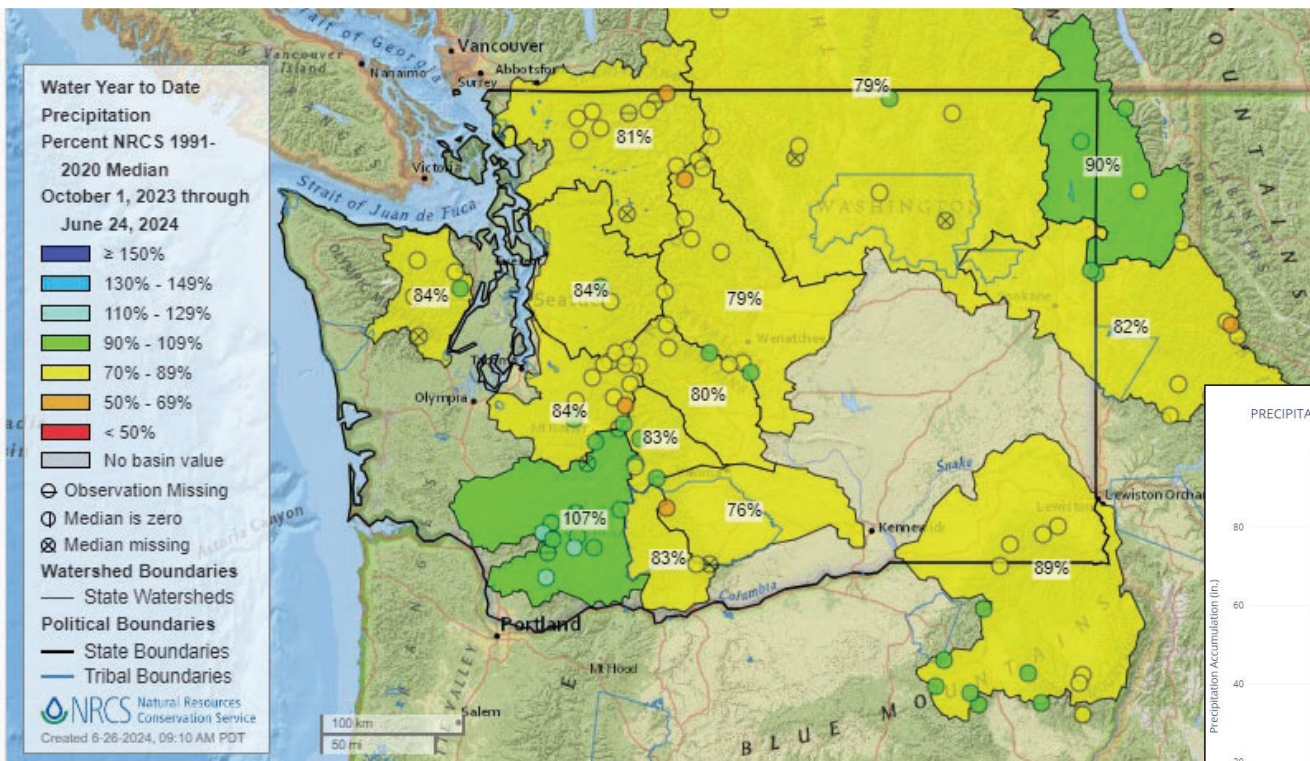 Water Year to Date
Precipitation
Percent NRCS 1991-
2020 Median
October 1, 2023 through
June 24, 2024
≥ 150%
130% - 149%
110% - 129%
90% - 109%
70% - 89%
50% - 69%
< 50%
No basin value
Observation Missing
Median is zero
Median missing
Watershed Boundaries
State Watersheds
Political Boundaries
State Boundaries
Tribal Boundaries
NRCS Natural Resources
Conservation Service
Created 6-26-2024, 09:10 AM PDT
Strait of Georgia
Vancouver
Island
Nanaimo
Vancouver
Surrey
Abbotsfor
Victoria
Strait of Juan de Fuca
79%
81%
90%
WASHINGTON
84%
84%
79%
Wenatchee
82%
Olympia
84%
83%
80%
Snake
Lewiston Orchar
107%
76%
Kennewick
83%
89%
Columbia
Portland
Mt Hood
Salem
BLUE MOUNTAINS
100 km
50 mi
PRECIPITA
Precipitation Accumulation (in.)
80
60
40